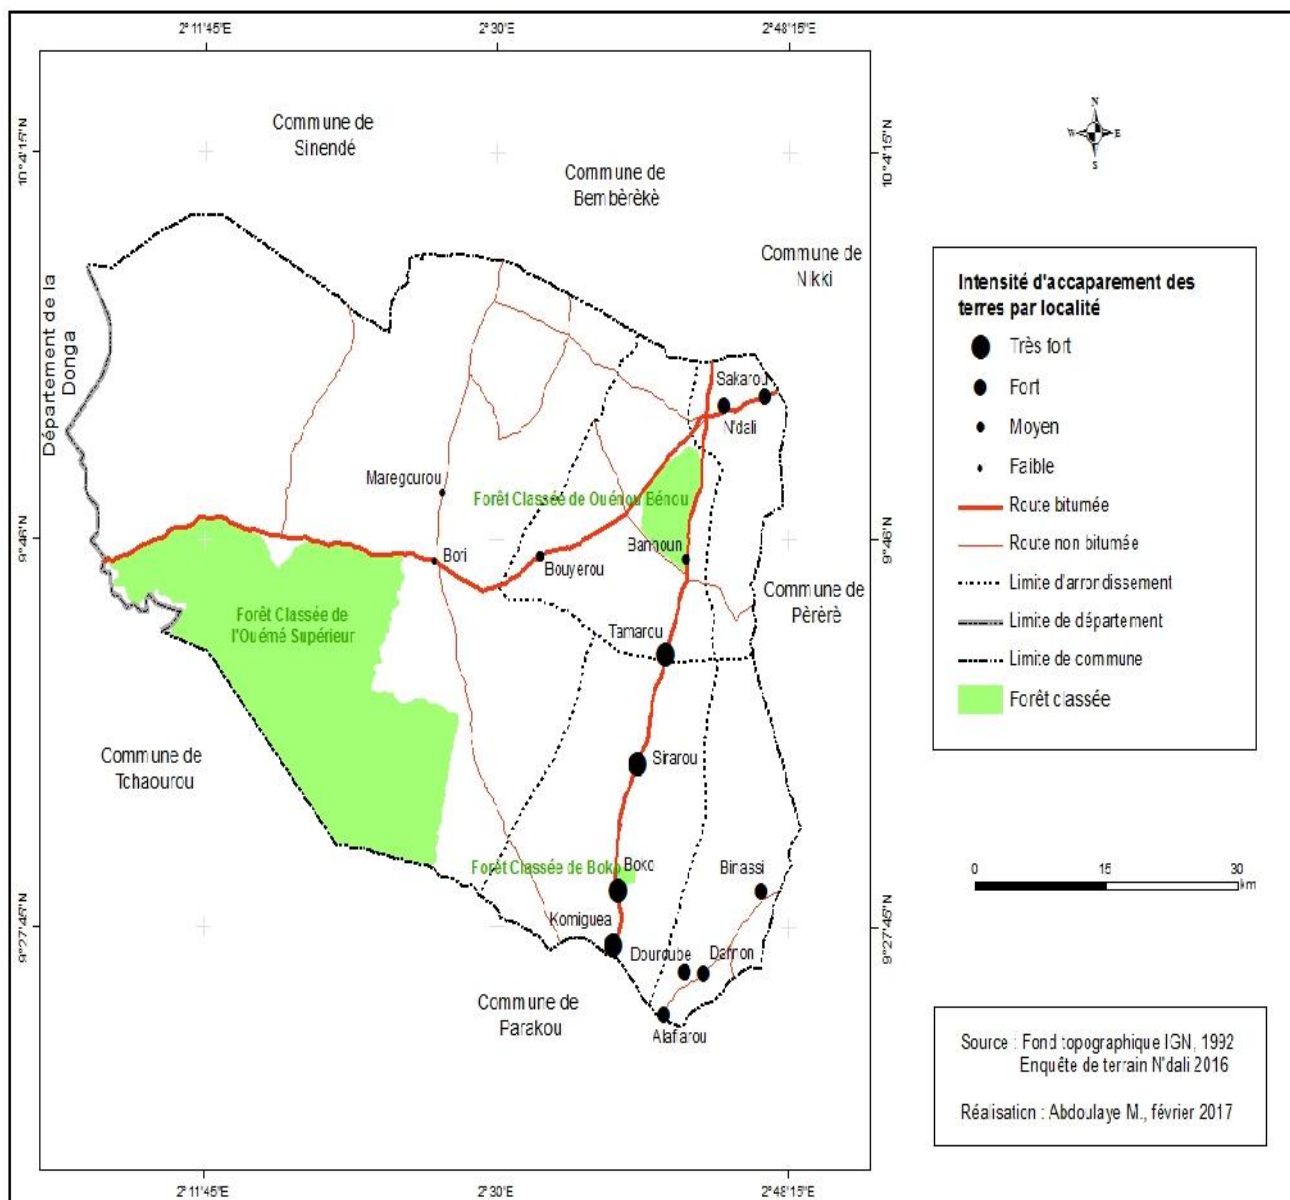 2°11'45"E
2°30'"E
2°48'15"E
10°4'15"N
10°4'15"N
9°46'N
9°46'N
9°27'45"N
9°27'45"N
Commune de
Sinendé
Commune de
Bembèrèkè
Commune de
Nikki
Département de la
Donga
Sakarou
N'dali
Maregourou
Forêt Classée de Ouénou Bénou
Bori
Bouyerou
Banhoun
Commune de
Pèrèrè
Forêt Classée de
l'Ouémé Supérieur
Tamarou
Commune de
Tchaourou
Sirarou
Forêt Classée de Boko
Boko
Binassi
Komiguea
Douroube
Damon
Alafiarou
Commune de
Parakou
2°11'45"E
2°30'E
2°48'15"E
N
W
E
S
Intensité d'accaparement des
terres par localité
Très fort
Fort
Moyen
Faible
Route bitumée
Route non bitumée
Limite d'arrondissement
Limite de département
Limite de commune
Forêt classée
0 15 30
km
Source : Fond topographique IGN, 1992
Enquête de terrain N'dali 2016
Réalisation : Abdoulaye M., février 2017